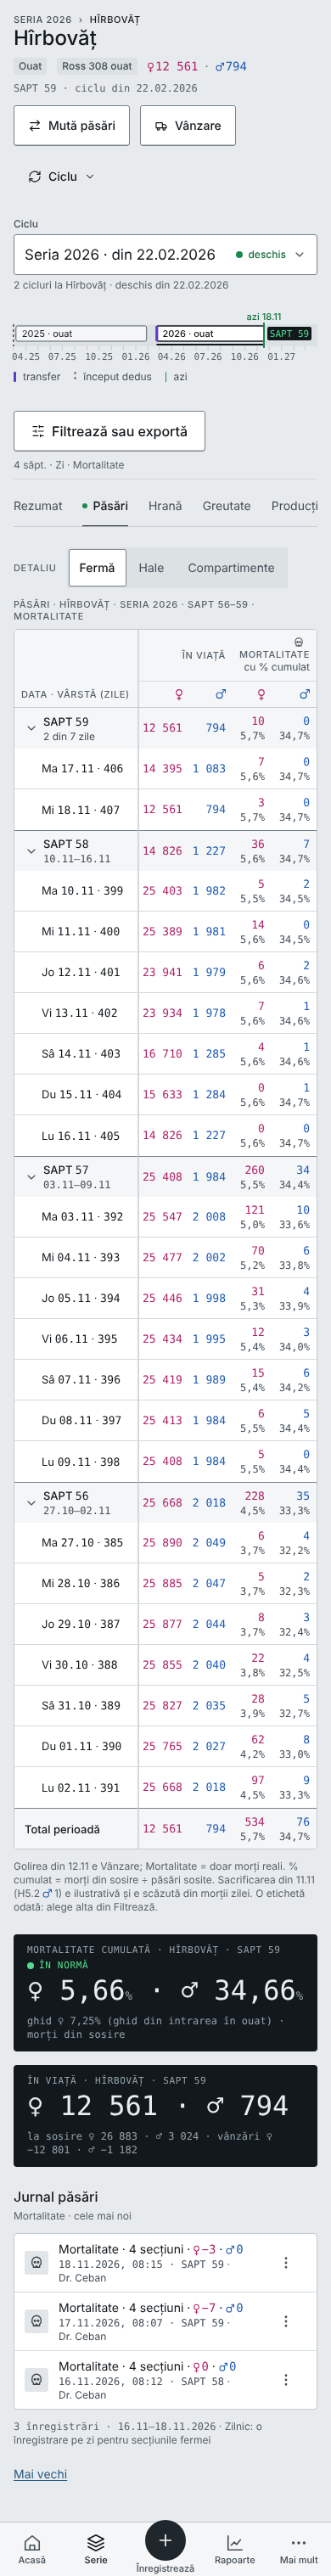 SERIA 2026 › HÎRBOVĂȚ
Hîrbovăț
Ouat Ross 308 ouat ♀12 561 · ♂794
SAPT 59 · ciclu din 22.02.2026
Mută păsări Vânzare
Ciclu
Ciclu
Seria 2026 · din 22.02.2026 deschis
2 cicluri la Hîrbovăț · deschis din 22.02.2026
azi 18.11
2025 · ouat 2026 · ouat SAPT 59
04.25 07.25 10.25 01.26 04.26 07.26 10.26 01.27
transfer început dedus azi
Filtrează sau exportă
4 săpt. · Zi · Mortalitate
Rezumat Păsări Hrană Greutate Producți
DETALIU Fermă Hale Compartimente
PĂSĂRI · HÎRBOVĂȚ · SERIA 2026 · SAPT 56–59 ·
MORTALITATE
ÎN VIAȚĂ MORTALITATE
cu % cumulat
DATA · VÂRSTĂ (ZILE) ♀ ♂ ♀ ♂
SAPT 59 12 561 794 10 0
2 din 7 zile 5,7% 34,7%
Ma 17.11 · 406 14 395 1 083 7 0
5,6% 34,7%
Mi 18.11 · 407 12 561 794 3 0
5,7% 34,7%
SAPT 58 14 826 1 227 36 7
10.11–16.11 5,6% 34,7%
Ma 10.11 · 399 25 403 1 982 5 2
5,5% 34,5%
Mi 11.11 · 400 25 389 1 981 14 0
5,6% 34,5%
Jo 12.11 · 401 23 941 1 979 6 2
5,6% 34,6%
Vi 13.11 · 402 23 934 1 978 7 1
5,6% 34,6%
Sâ 14.11 · 403 16 710 1 285 4 1
5,6% 34,6%
Du 15.11 · 404 15 633 1 284 0 1
5,6% 34,7%
Lu 16.11 · 405 14 826 1 227 0 0
5,6% 34,7%
SAPT 57 25 408 1 984 260 34
03.11–09.11 5,5% 34,4%
Ma 03.11 · 392 25 547 2 008 121 10
5,0% 33,6%
Mi 04.11 · 393 25 477 2 002 70 6
5,2% 33,8%
Jo 05.11 · 394 25 446 1 998 31 4
5,3% 33,9%
Vi 06.11 · 395 25 434 1 995 12 3
5,4% 34,0%
Sâ 07.11 · 396 25 419 1 989 15 6
5,4% 34,2%
Du 08.11 · 397 25 413 1 984 6 5
5,5% 34,4%
Lu 09.11 · 398 25 408 1 984 5 0
5,5% 34,4%
SAPT 56 25 668 2 018 228 35
27.10–02.11 4,5% 33,3%
Ma 27.10 · 385 25 890 2 049 6 4
3,7% 32,2%
Mi 28.10 · 386 25 885 2 047 5 2
3,7% 32,3%
Jo 29.10 · 387 25 877 2 044 8 3
3,7% 32,4%
Vi 30.10 · 388 25 855 2 040 22 4
3,8% 32,5%
Sâ 31.10 · 389 25 827 2 035 28 5
3,9% 32,7%
Du 01.11 · 390 25 765 2 027 62 8
4,2% 33,0%
Lu 02.11 · 391 25 668 2 018 97 9
4,5% 33,3%
Total perioadă 12 561 794 534 76
5,7% 34,7%
Golirea din 12.11 e Vânzare; Mortalitate = doar morți reali. %
cumulat = morți din sosire ÷ păsări sosite. Sacrificarea din 11.11
(H5.2 ♂ 1) e ilustrativă și e scăzută din morții zilei. O etichetă
odată: alege alta din Filtrează.
MORTALITATE CUMULATĂ · HÎRBOVĂȚ · SAPT 59
ÎN NORMĂ
♀ 5,66% · ♂ 34,66%
ghid ♀ 7,25% (ghid din intrarea în ouat) ·
morți din sosire
ÎN VIAȚĂ · HÎRBOVĂȚ · SAPT 59
♀ 12 561 · ♂ 794
la sosire ♀ 26 883 · ♂ 3 024 · vânzări ♀
−12 801 · ♂ −1 182
Jurnal păsări
Mortalitate · cele mai noi
Mortalitate · 4 secțiuni · ♀−3 · ♂0
18.11.2026, 08:15 · SAPT 59 ·
Dr. Ceban
Mortalitate · 4 secțiuni · ♀−7 · ♂0
17.11.2026, 08:07 · SAPT 59 ·
Dr. Ceban
Mortalitate · 4 secțiuni · ♀0 · ♂0
16.11.2026, 08:12 · SAPT 58 ·
Dr. Ceban
3 înregistrări · 16.11–18.11.2026 · Zilnic: o
înregistrare pe zi pentru secțiunile fermei
Mai vechi
Acasă Serie Înregistrează Rapoarte Mai mult